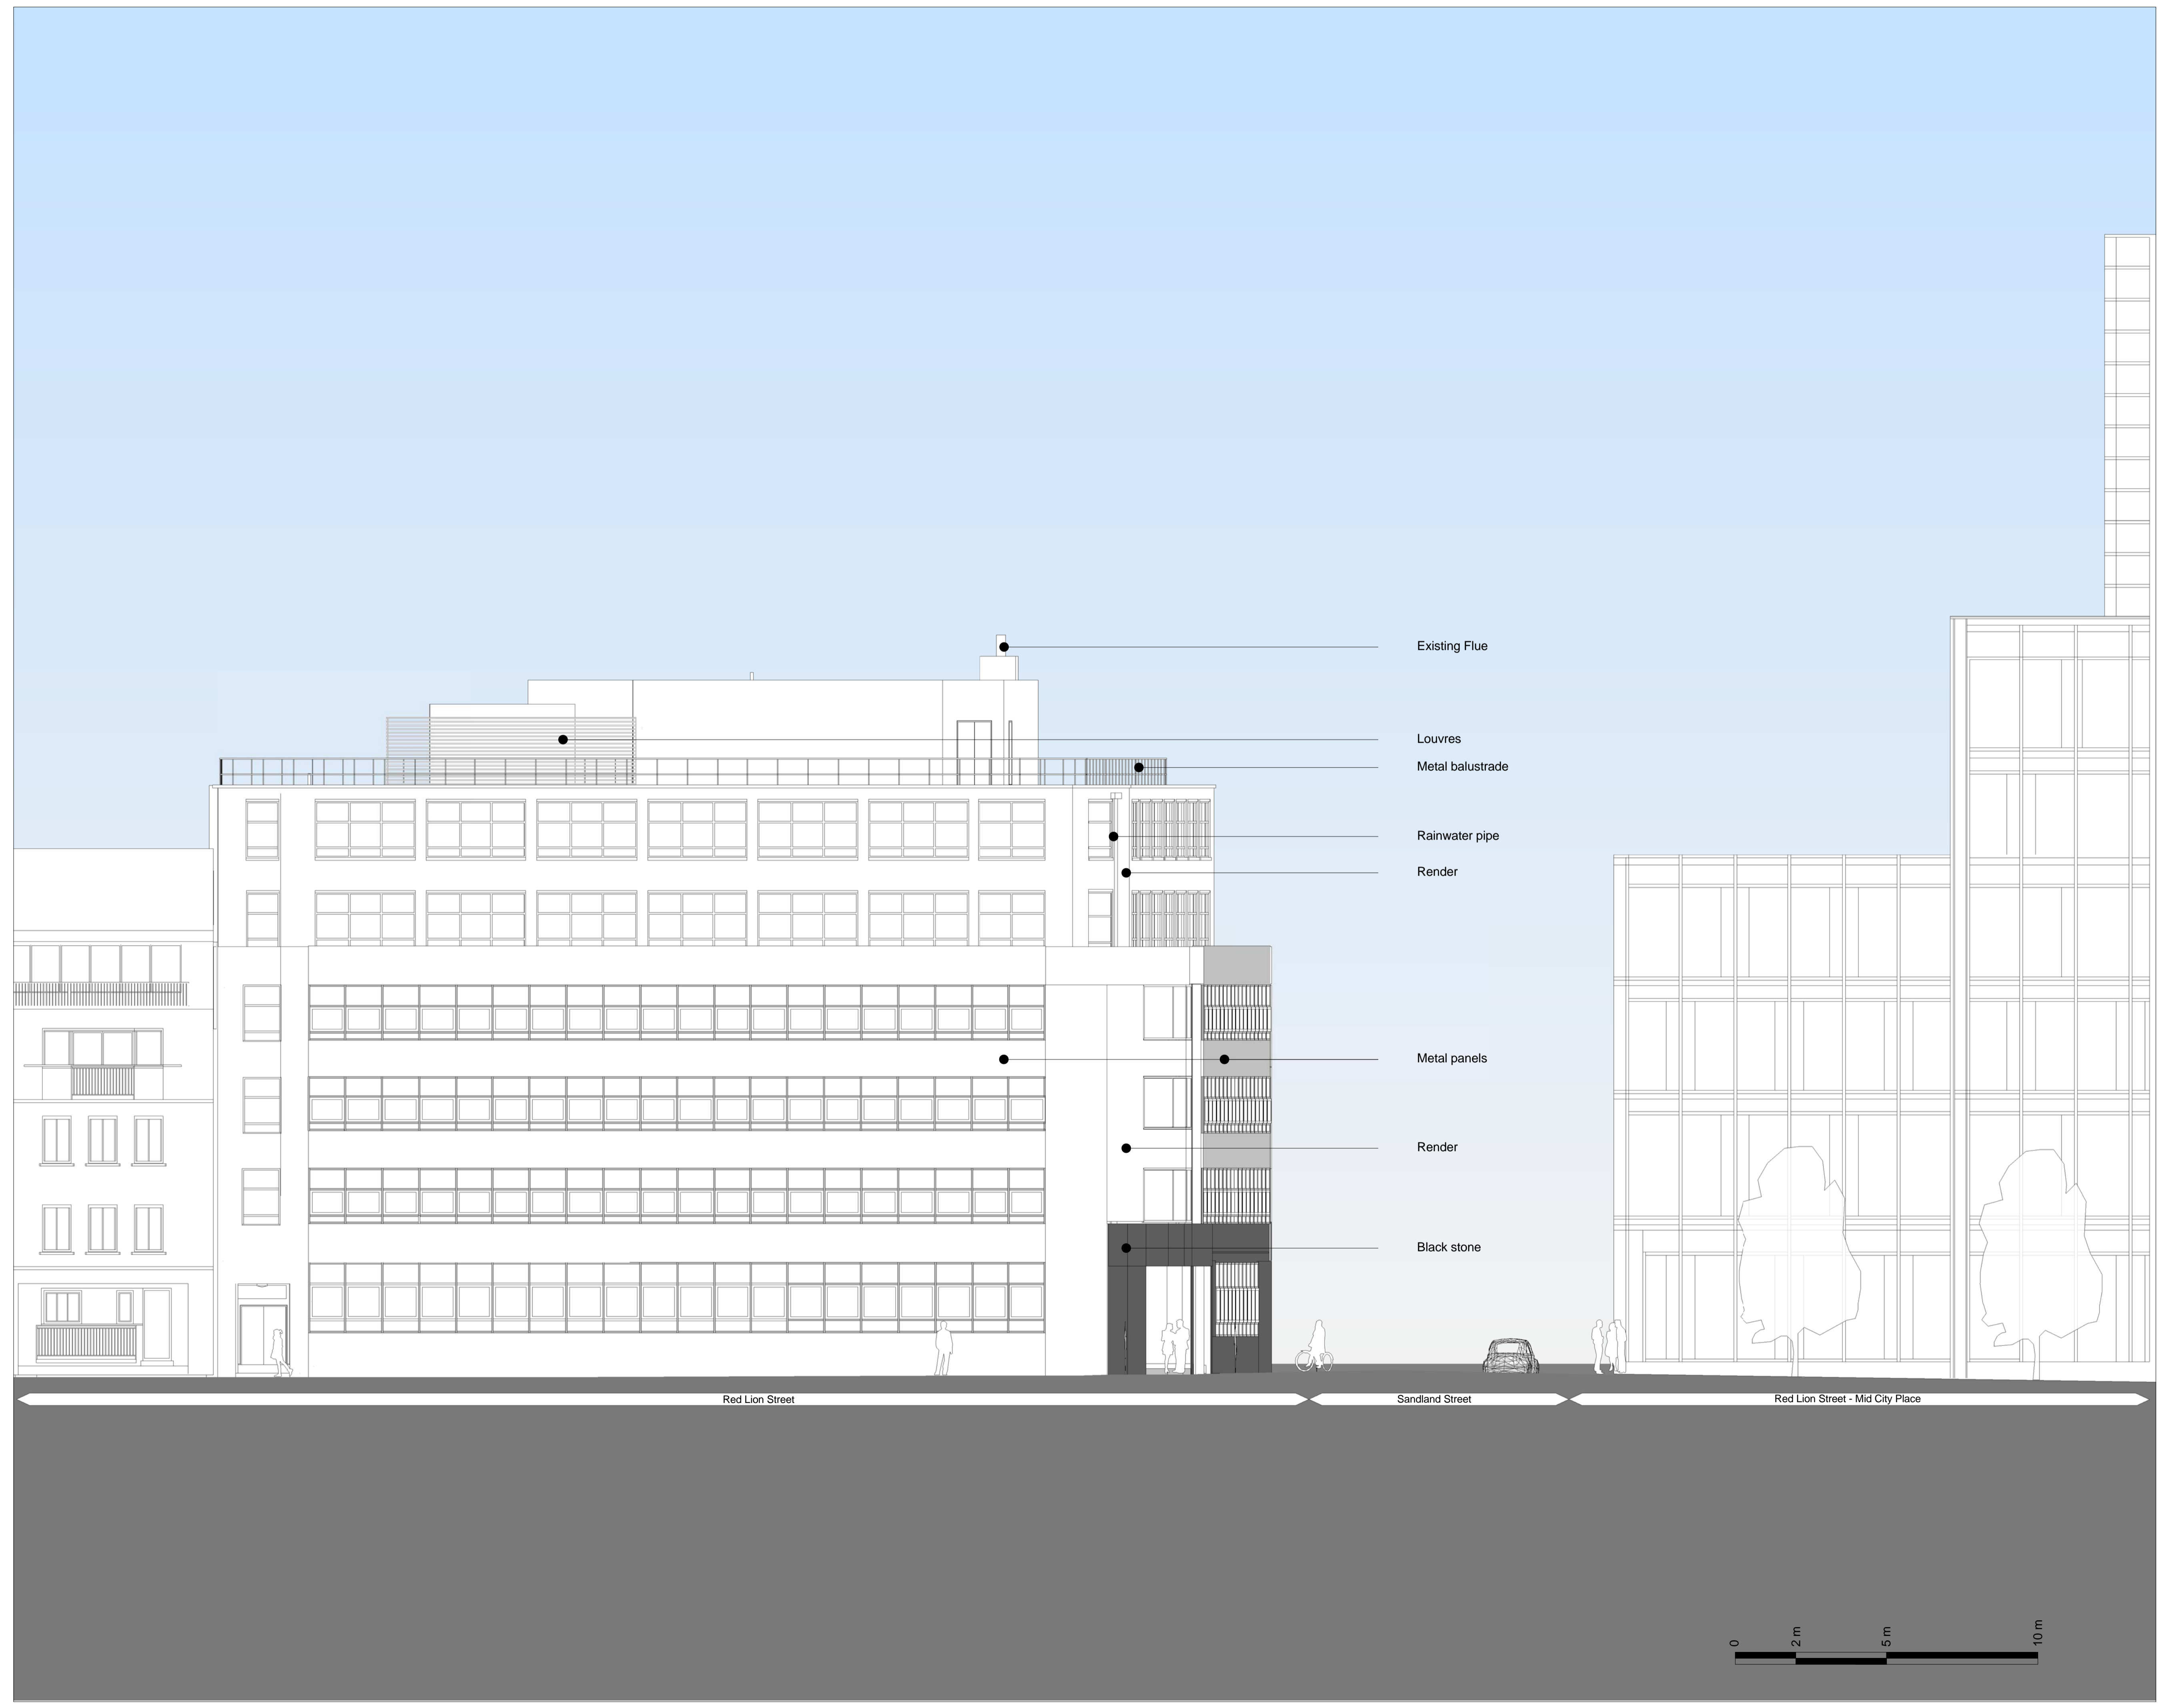 Existing Flue
Louvres
Metal balustrade
Rainwater pipe
Render
Metal panels
Render
Black stone
Red Lion Street
Sandland Street
Red Lion Street - Mid City Place
0
2 m
5 m
10 m